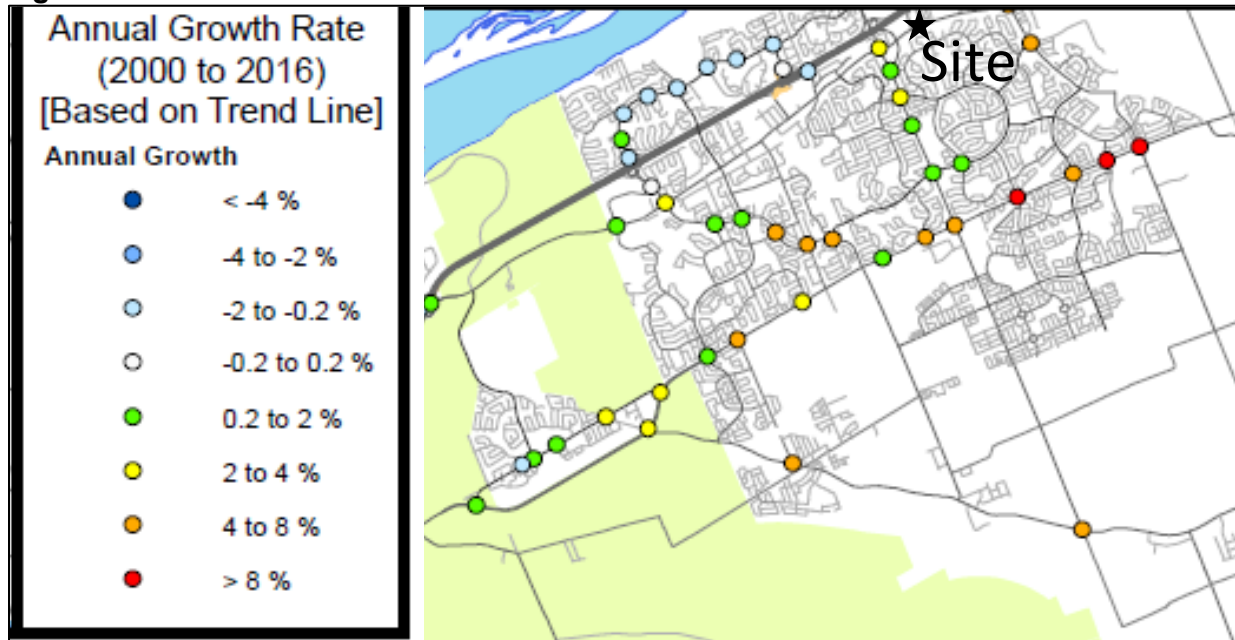 Annual Growth Rate
(2000 to 2016)
[Based on Trend Line]
Annual Growth
< -4 %
-4 to -2 %
-2 to -0.2 %
-0.2 to 0.2 %
0.2 to 2 %
2 to 4 %
4 to 8 %
> 8 %
Site